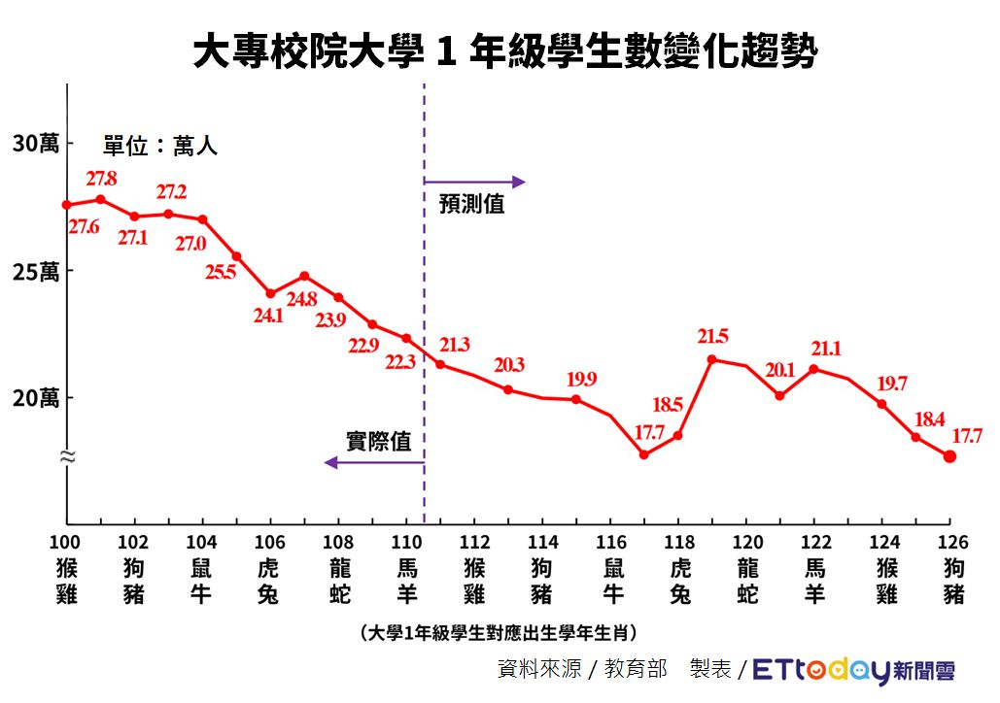 大專校院大學 1 年級學生數變化趨勢
30萬
單位：萬人
27.8
27.2
預測值
27.6
27.1
27.0
25萬
25.5
24.1
24.8
23.9
22.9
22.3
21.3
20.3
19.9
17.7
18.5
21.5
20.1
21.1
19.7
18.4
17.7
20萬
實際值
≈
100 102 104 106 108 110 112 114 116 118 120 122 124 126
猴 狗 鼠 虎 龍 馬 猴 狗 鼠 虎 龍 馬 猴 狗
雞 豬 牛 兔 蛇 羊 雞 豬 牛 兔 蛇 羊 雞 豬
（大學1年級學生對應出生學年生肖）
資料來源 / 教育部　製表 / ETtoday新聞雲